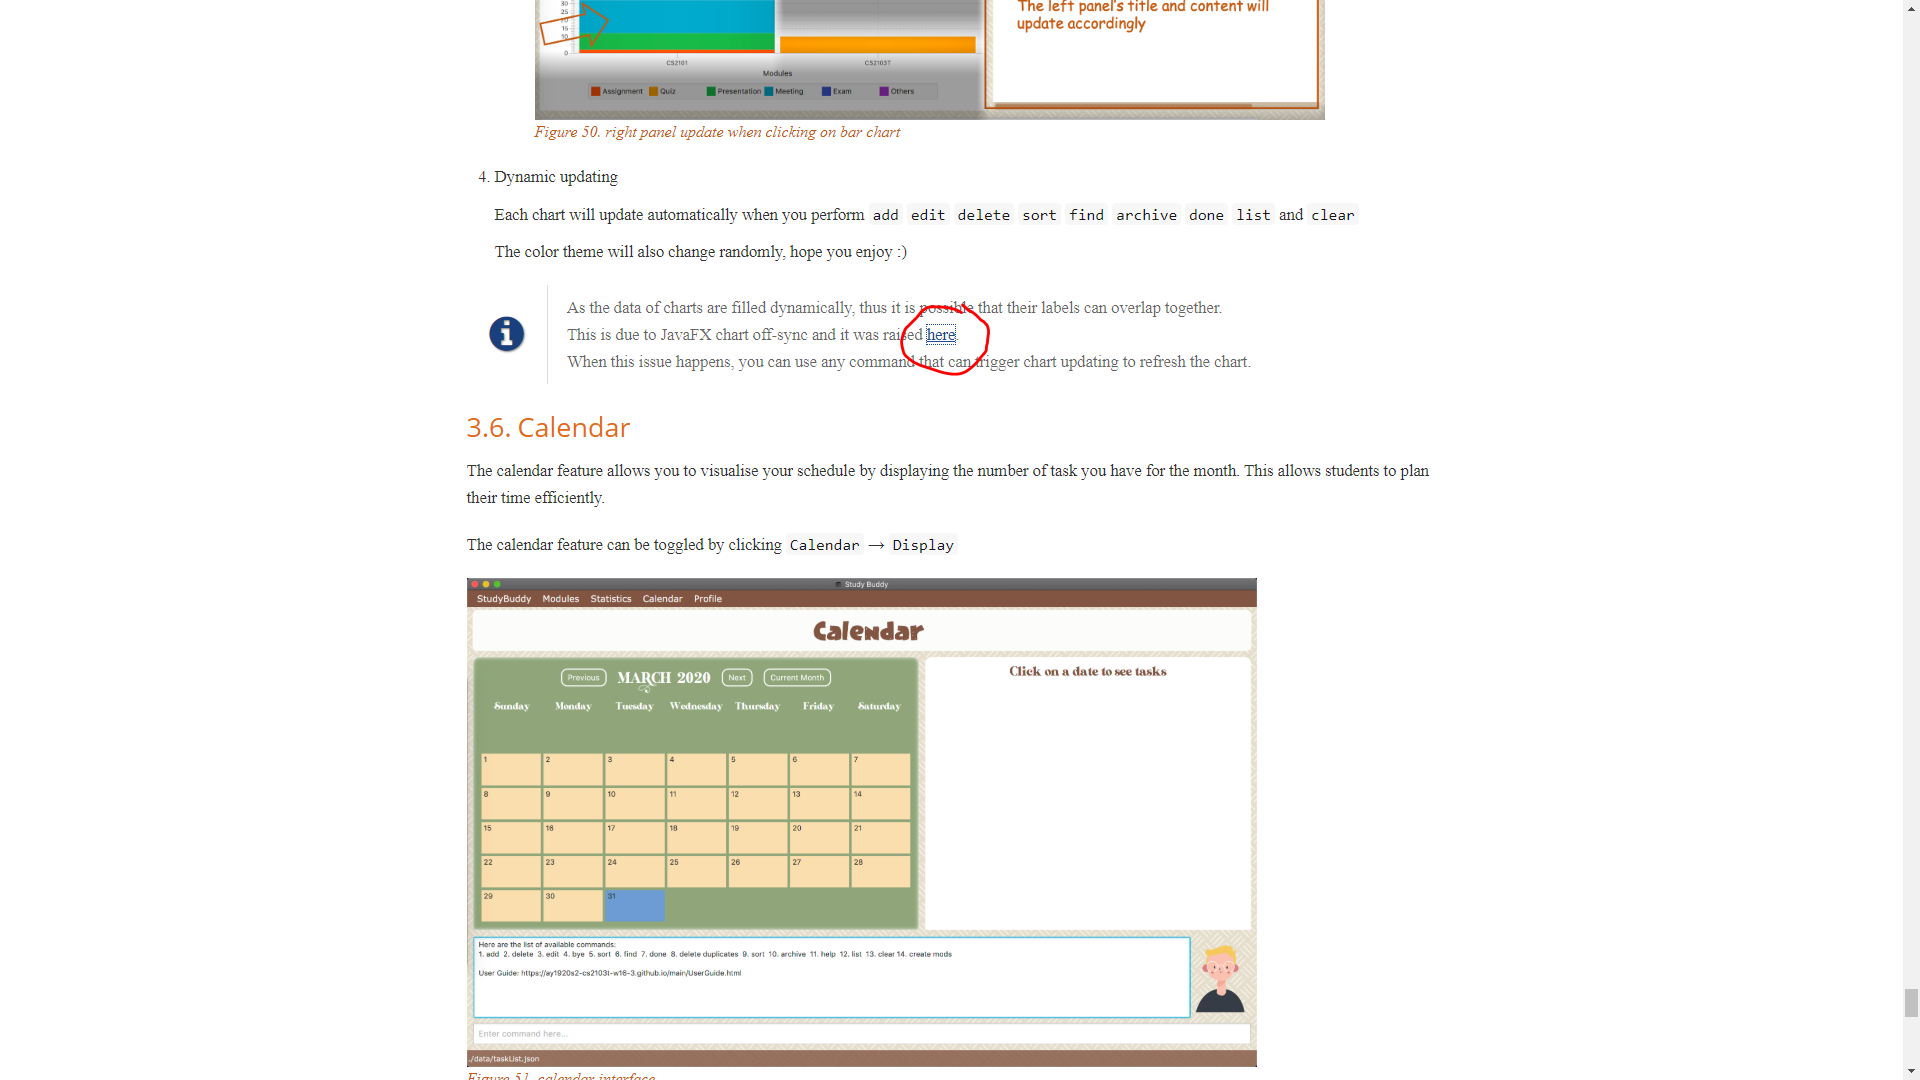 The left panel's title and content will
update accordingly
30
25
20
15
10
0
CS2101 CS2103T
Modules
Assignment Quiz Presentation Meeting Exam Others
Figure 50. right panel update when clicking on bar chart
4. Dynamic updating
Each chart will update automatically when you perform add edit delete sort find archive done list and clear
The color theme will also change randomly, hope you enjoy :)
As the data of charts are filled dynamically, thus it is possible that their labels can overlap together.
This is due to JavaFX chart off-sync and it was raised here.
When this issue happens, you can use any command that can trigger chart updating to refresh the chart.
3.6. Calendar
The calendar feature allows you to visualise your schedule by displaying the number of task you have for the month. This allows students to plan
their time efficiently.
The calendar feature can be toggled by clicking Calendar → Display
Study Buddy
StudyBuddy Modules Statistics Calendar Profile
Calendar
Previous MARCH 2020 Next Current Month
Click on a date to see tasks
Sunday Monday Tuesday Wednesday Thursday Friday Saturday
1 2 3 4 5 6 7
8 9 10 11 12 13 14
15 16 17 18 19 20 21
22 23 24 25 26 27 28
29 30 31
Here are the list of available commands:
1. add 2. delete 3. edit 4. bye 5. sort 6. find 7. done 8. delete duplicates 9. sort 10. archive 11. help 12. list 13. clear 14. create mods
User Guide: https://ay1920s2-cs2103t-w16-3.github.io/main/UserGuide.html
Enter command here...
./data/taskList.json
Figure 51. calendar interface